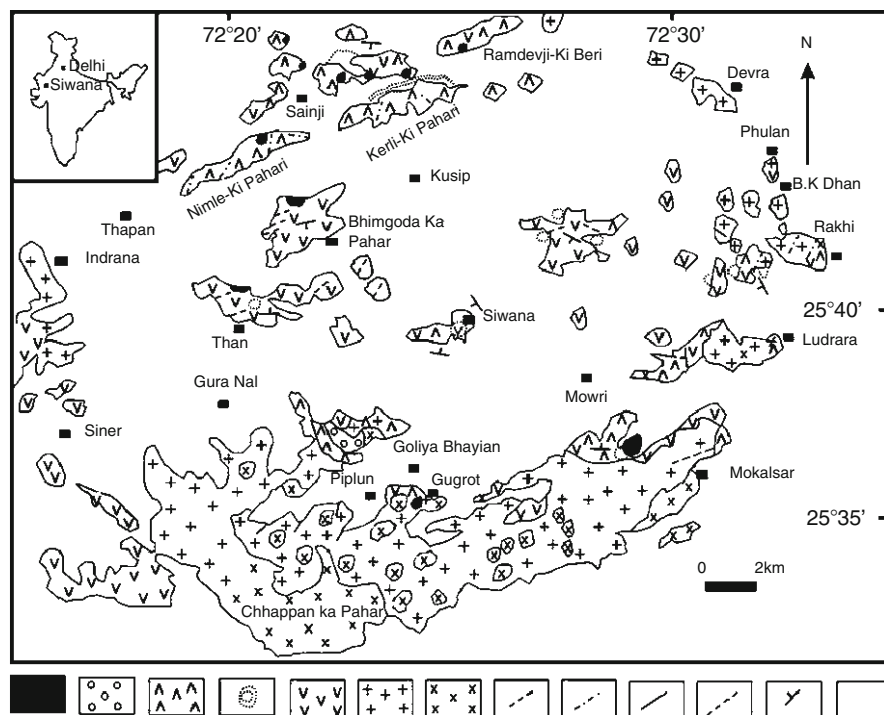 72°20’
72°30’
N
Delhi
Siwana
Ramdevji-Ki Beri
Devra
Sainji
Kerli-Ki Pahari
Phulan
Nimle-Ki Pahari
Kusip
B.K Dhan
Thapan
Bhimgoda Ka
Pahar
Rakhi
Indrana
25°40’
Siwana
Than
Ludrara
Gura Nal
Mowri
Siner
Goliya Bhayian
Piplun
Gugrot
Mokalsar
25°35’
0 2km
Chhappan ka Pahar